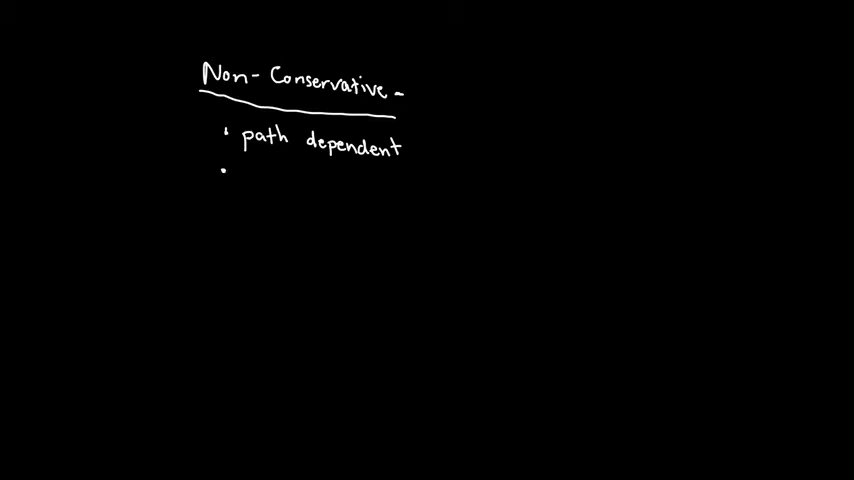 Non-Conservative -
• path dependent
•